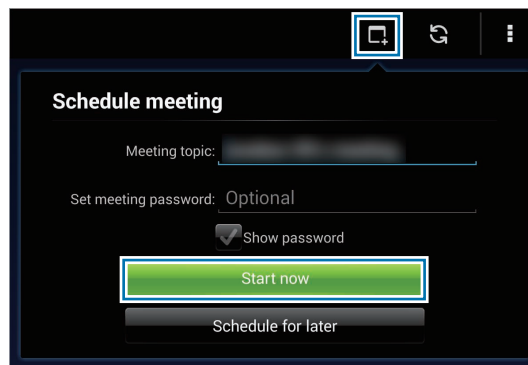 Schedule meeting
Meeting topic:
Set meeting password: Optional
Show password
Start now
Schedule for later